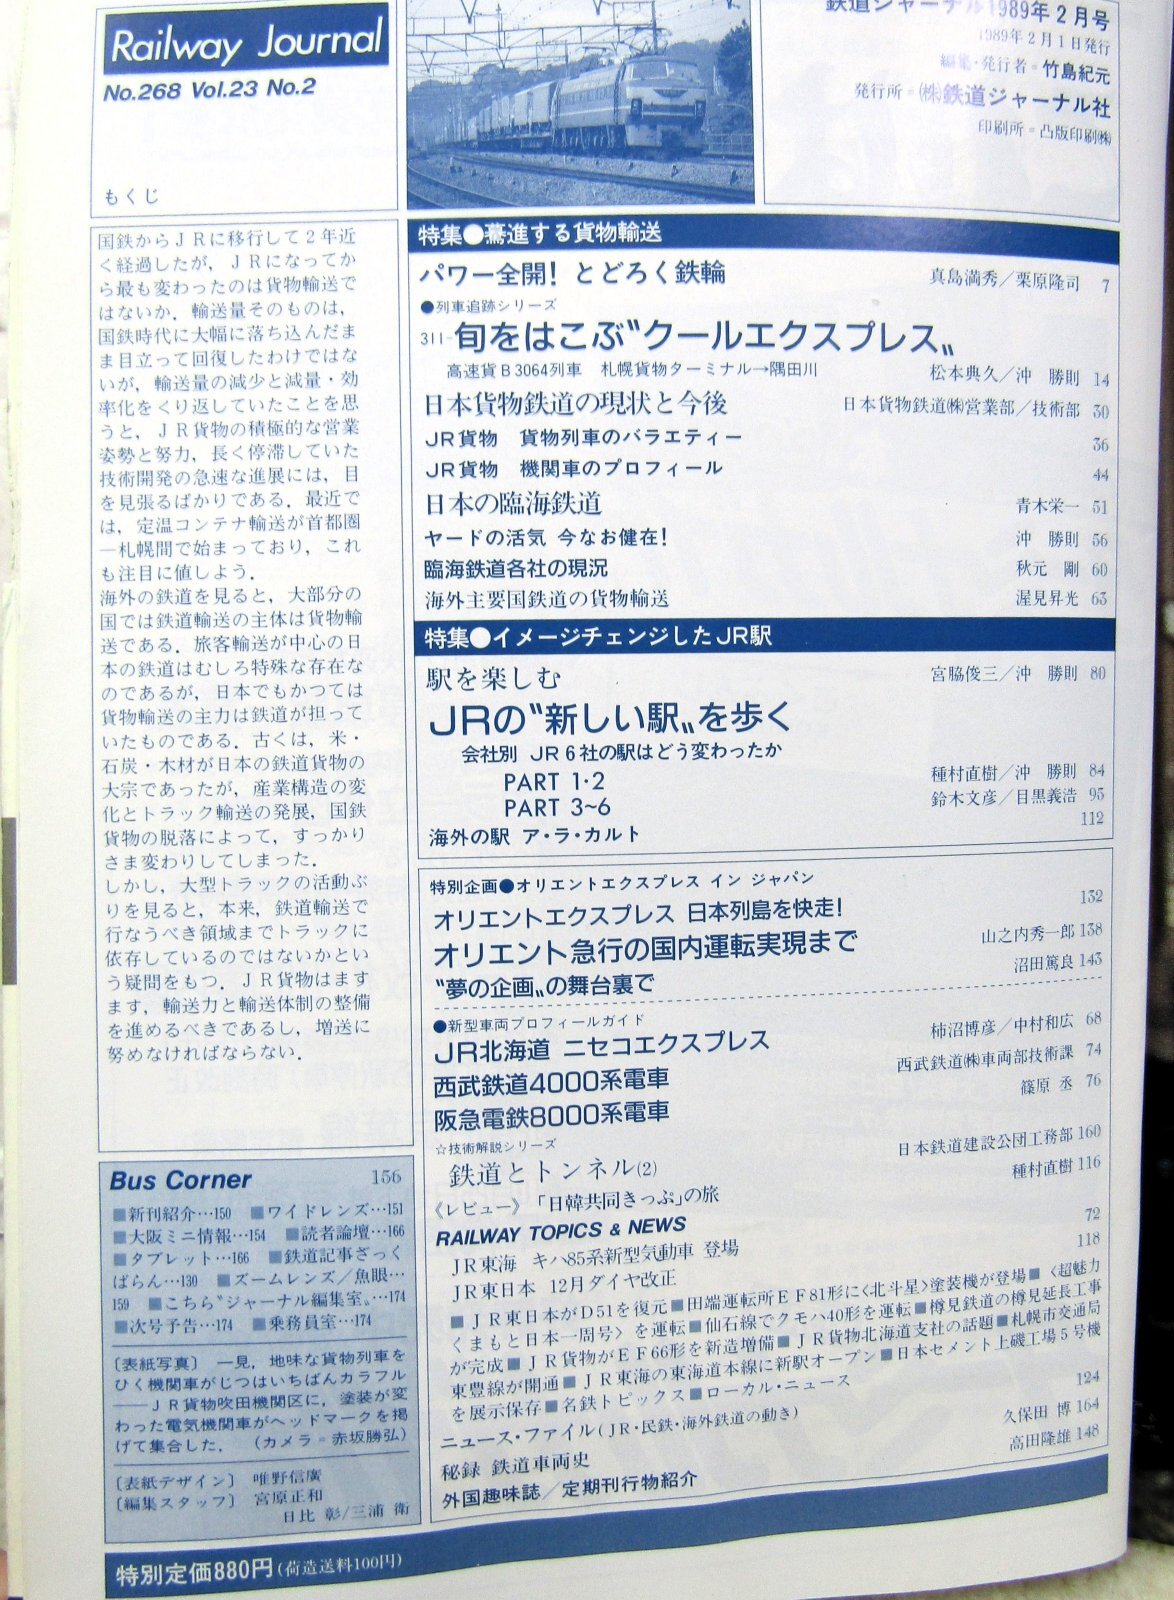 Railway Journal
No.268 Vol.23 No.2
もくじ
鉄道ジャーナル1989年2月号
1989年2月1日発行
編集・発行者=竹島紀元
発行所=㈱鉄道ジャーナル社
印刷所=凸版印刷㈱
国鉄からJRに移行して2年近
く経過したが，JRになってか
ら最も変わったのは貨物輸送で
はないか．輸送量そのものは，
国鉄時代に大幅に落ち込んだま
ま目立って回復したわけではな
いが，輸送量の減少と減量・効
率化をくり返していたことを思
うと，JR貨物の積極的な営業
姿勢と努力，長く停滞していた
技術開発の急速な進展には，目
を見張るばかりである．最近で
は，定温コンテナ輸送が首都圏
―札幌間で始まっており，これ
も注目に値しよう．
海外の鉄道を見ると，大部分の
国では鉄道輸送の主体は貨物輸
送である．旅客輸送が中心の日
本の鉄道はむしろ特殊な存在な
のであるが，日本でもかつては
貨物輸送の主力は鉄道が担って
いたものである．古くは，米・
石炭・木材が日本の鉄道貨物の
大宗であったが，産業構造の変
化とトラック輸送の発展，国鉄
貨物の脱落によって，すっかり
さま変わりしてしまった．
しかし，大型トラックの活動ぶ
りを見ると，本来，鉄道輸送で
行なうべき領域までトラックに
依存しているのではないかとい
う疑問をもつ．JR貨物はます
ます，輸送力と輸送体制の整備
を進めるべきであるし，増送に
努めなければならない．
特集●驀進する貨物輸送
パワー全開！とどろく鉄輪 真島満秀／栗原隆司 7
●列車追跡シリーズ
311-旬をはこぶ〝クールエクスプレス〟
高速貨B3064列車 札幌貨物ターミナル→隅田川 松本典久／沖 勝則 14
日本貨物鉄道の現状と今後 日本貨物鉄道㈱営業部／技術部 30
JR貨物 貨物列車のバラエティー 36
JR貨物 機関車のプロフィール 44
日本の臨海鉄道 青木栄一 51
ヤードの活気 今なお健在！ 沖 勝則 56
臨海鉄道各社の現況 秋元 剛 60
海外主要国鉄道の貨物輸送 渥見昇光 63
特集●イメージチェンジしたJR駅
駅を楽しむ 宮脇俊三／沖 勝則 80
JRの〝新しい駅〟を歩く
会社別 JR6社の駅はどう変わったか
PART 1・2 種村直樹／沖 勝則 84
PART 3~6 鈴木文彦／目黒義浩 95
海外の駅 ア・ラ・カルト 112
特別企画●オリエントエクスプレス イン ジャパン
オリエントエクスプレス 日本列島を快走！ 132
オリエント急行の国内運転実現まで 山之内秀一郎 138
〝夢の企画〟の舞台裏で 沼田篤良 143
●新型車両プロフィールガイド
JR北海道 ニセコエクスプレス 柿沼博彦／中村和広 68
西武鉄道4000系電車 西武鉄道㈱車両部技術課 74
阪急電鉄8000系電車 篠原 丞 76
☆技術解説シリーズ
鉄道とトンネル(2) 日本鉄道建設公団工務部 160
《レビュー》「日韓共同きっぷ」の旅 種村直樹 116
RAILWAY TOPICS & NEWS
JR東海 キハ85系新型気動車 登場 72
JR東日本 12月ダイヤ改正 118
■JR東日本がD51を復元■田端運転所EF81形に〈北斗星〉塗装機が登場■〈超魅力
くまもと日本一周号〉を運転■仙石線でクモハ40形を運転■樽見鉄道の樽見延長工事
が完成■JR貨物がEF66形を新造増備■JR貨物北海道支社の話題■札幌市交通局
東豊線が開通■JR東海の東海道本線に新駅オープン■日本セメント上磯工場5号機
を展示保存■名鉄トピックス■ローカル・ニュース
ニュース・ファイル(JR・民鉄・海外鉄道の動き) 124
秘録 鉄道車両史 久保田 博 164
外国趣味誌／定期刊行物紹介 高田隆雄 148
Bus Corner 156
■新刊紹介…150 ■ワイドレンズ…151
■大阪ミニ情報…154 ■読者論壇…166
■タブレット…166 ■鉄道記事ざっく
ばらん…130 ■ズームレンズ／魚眼…
159 ■こちら〝ジャーナル編集室〟…174
■次号予告…174 ■乗務員室…174
〔表紙写真〕 一見，地味な貨物列車を
ひく機関車がじつはいちばんカラフル
――JR貨物吹田機関区に，塗装が変
わった電気機関車がヘッドマークを掲
げて集合した． (カメラ=赤坂勝弘)
〔表紙デザイン〕 唯野信廣
〔編集スタッフ〕 宮原正和
日比 彰／三浦 衛
特別定価880円(荷造送料100円)